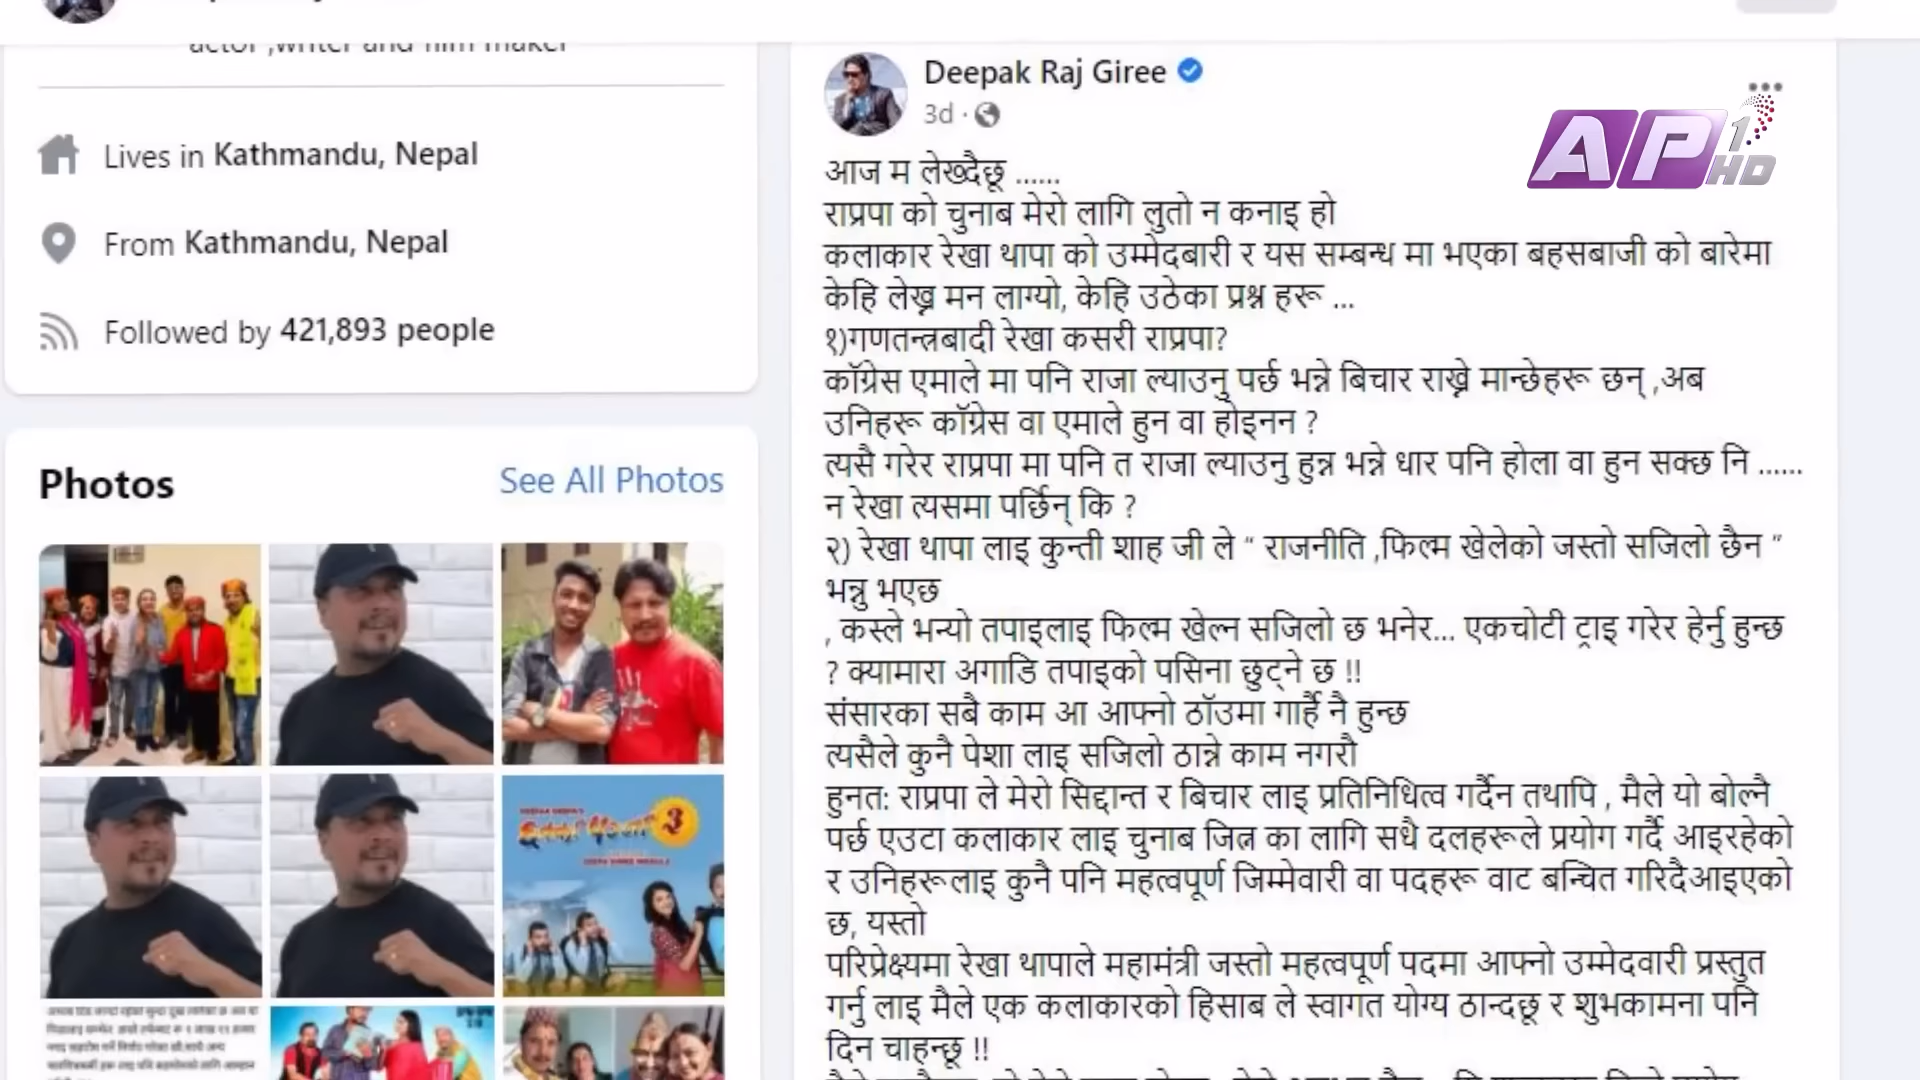 Lives in Kathmandu, Nepal
From Kathmandu, Nepal
Followed by 421,893 people
Photos
See All Photos
Deepak Raj Giree
3d
AP1 HD
आज म लेख्दैछू ......
राप्रपा को चुनाब मेरो लागि लुतो न कनाइ हो
कलाकार रेखा थापा को उम्मेदबारी र यस सम्बन्ध मा भएका बहसबाजी को बारेमा
केहि लेख्न मन लाग्यो, केहि उठेका प्रश्न हरू ...
१)गणतन्त्रबादी रेखा कसरी राप्रपा?
कॉग्रेस एमाले मा पनि राजा ल्याउनु पर्छ भन्ने बिचार राख्ने मान्छेहरू छन् ,अब
उनिहरू कॉग्रेस वा एमाले हुन वा होइनन ?
त्यसै गरेर राप्रपा मा पनि त राजा ल्याउनु हुन्न भन्ने धार पनि होला वा हुन सक्छ नि ......
न रेखा त्यसमा पर्छिन् कि ?
२) रेखा थापा लाइ कुन्ती शाह जी ले “ राजनीति ,फिल्म खेलेको जस्तो सजिलो छैन ”
भन्नु भएछ
, कस्ले भन्यो तपाइलाइ फिल्म खेल्न सजिलो छ भनेर... एकचोटी ट्राइ गरेर हेर्नु हुन्छ
? क्यामारा अगाडि तपाइको पसिना छुट्ने छ !!
संसारका सबै काम आ आफ्नो ठॉउमा गार्है नै हुन्छ
त्यसैले कुनै पेशा लाइ सजिलो ठान्ने काम नगरौ
हुनत: राप्रपा ले मेरो सिद्दान्त र बिचार लाइ प्रतिनिधित्व गर्दैन तथापि , मैले यो बोल्नै
पर्छ एउटा कलाकार लाइ चुनाब जित्न का लागि सधै दलहरूले प्रयोग गर्दै आइरहेको
र उनिहरूलाइ कुनै पनि महत्वपूर्ण जिम्मेवारी वा पदहरू वाट बन्चित गरिदैआइएको
छ, यस्तो
परिप्रेक्ष्यमा रेखा थापाले महामंत्री जस्तो महत्वपूर्ण पदमा आफ्नो उम्मेदवारी प्रस्तुत
गर्नु लाइ मैले एक कलाकारको हिसाब ले स्वागत योग्य ठान्दछू र शुभकामना पनि
दिन चाहन्छू !!